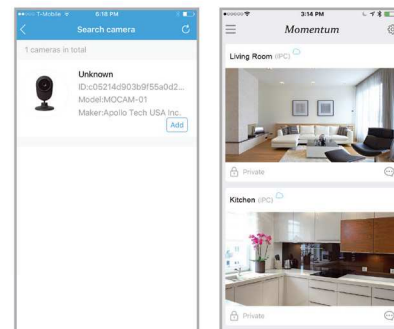 T-Mobile 5:18 PM
Search camera
1 cameras in total
Unknown
ID:c05214d903b9f55a0d2...
Model:MOCAM-01
Maker:Apollo Tech USA Inc.
Add
3:14 PM
Momentum
Living Room (IPC)
Private
Kitchen (IPC)
Private